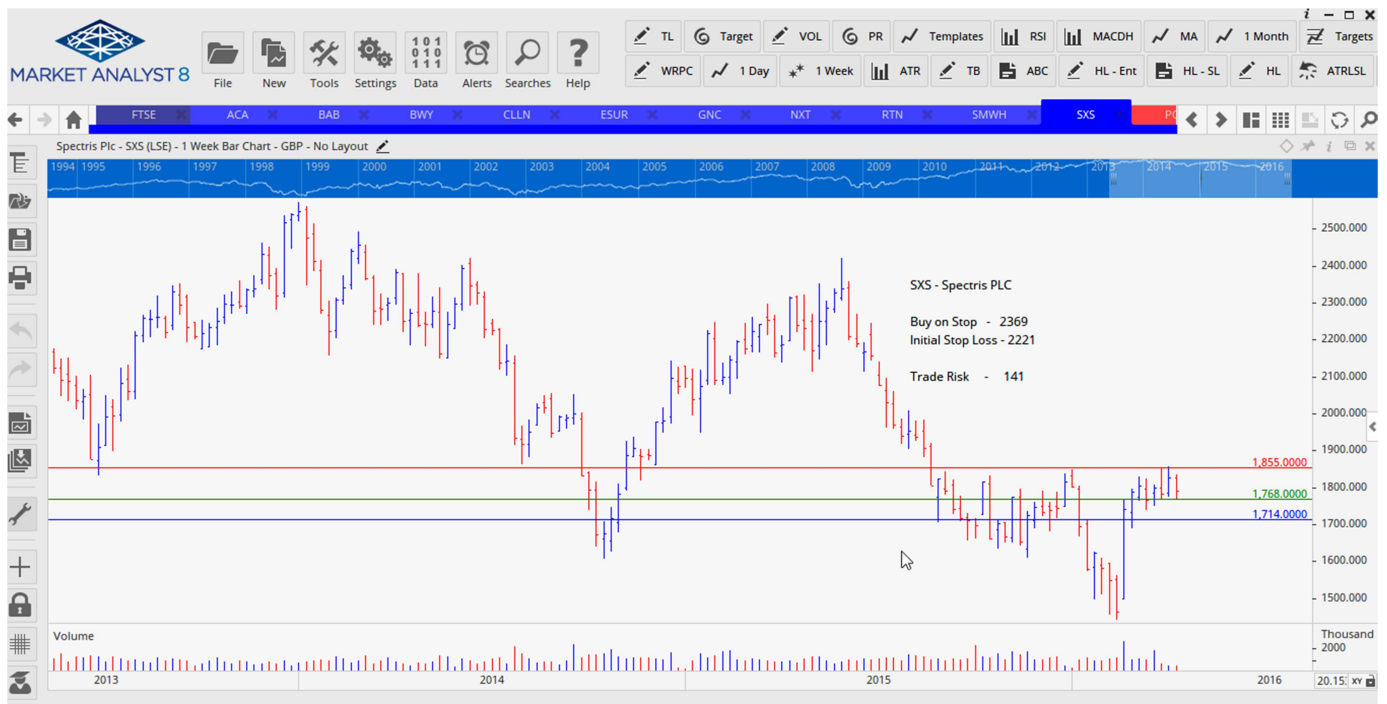 MARKET ANALYST 8
File
New
Tools
Settings
101
010
111
Data
Alerts
Searches
?
Help
TL
Target
VOL
PR
Templates
RSI
MACDH
MA
1 Month
Targets
WRPC
1 Day
1 Week
ATR
TB
ABC
HL - Ent
HL - SL
HL
ATRLSL
FTSE
ACA
BAB
BWY
CLLN
ESUR
GNC
NXT
RTN
SMWH
SXS
Spectris Plc - SXS (LSE) - 1 Week Bar Chart - GBP - No Layout
1994 1995 1996 1997 1998 1999 2000 2001 2002 2003 2004 2005 2006 2007 2008 2009 2010 2011 2012 2013 2014 2015 2016
2500.000
2400.000
2300.000
2200.000
2100.000
2000.000
1900.000
1800.000
1700.000
1600.000
1500.000
SXS - Spectris PLC
Buy on Stop - 2369
Initial Stop Loss - 2221
Trade Risk - 141
1,855.0000
1,768.0000
1,714.0000
Volume
Thousand
2000
2013
2014
2015
2016
XY